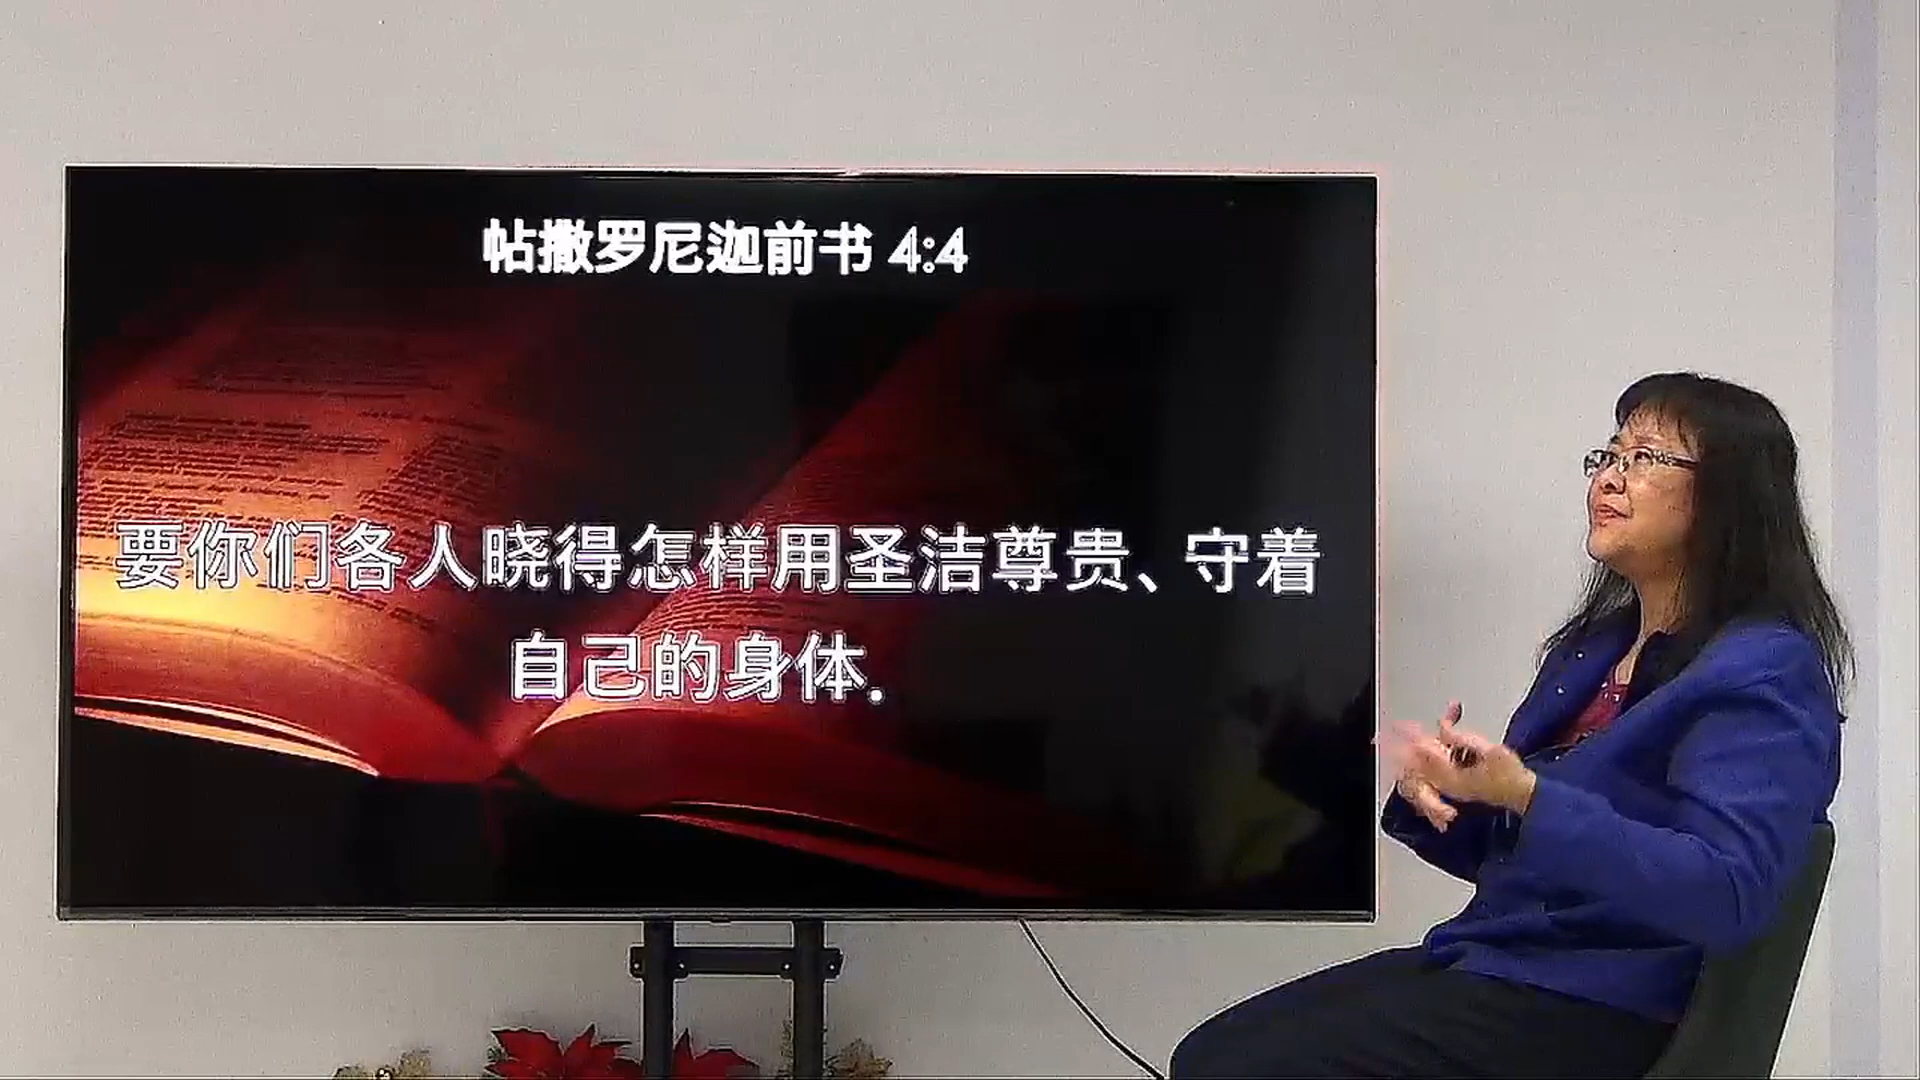 帖撒罗尼迦前书 4:4
要你们各人晓得怎样用圣洁尊贵、守着
自己的身体.